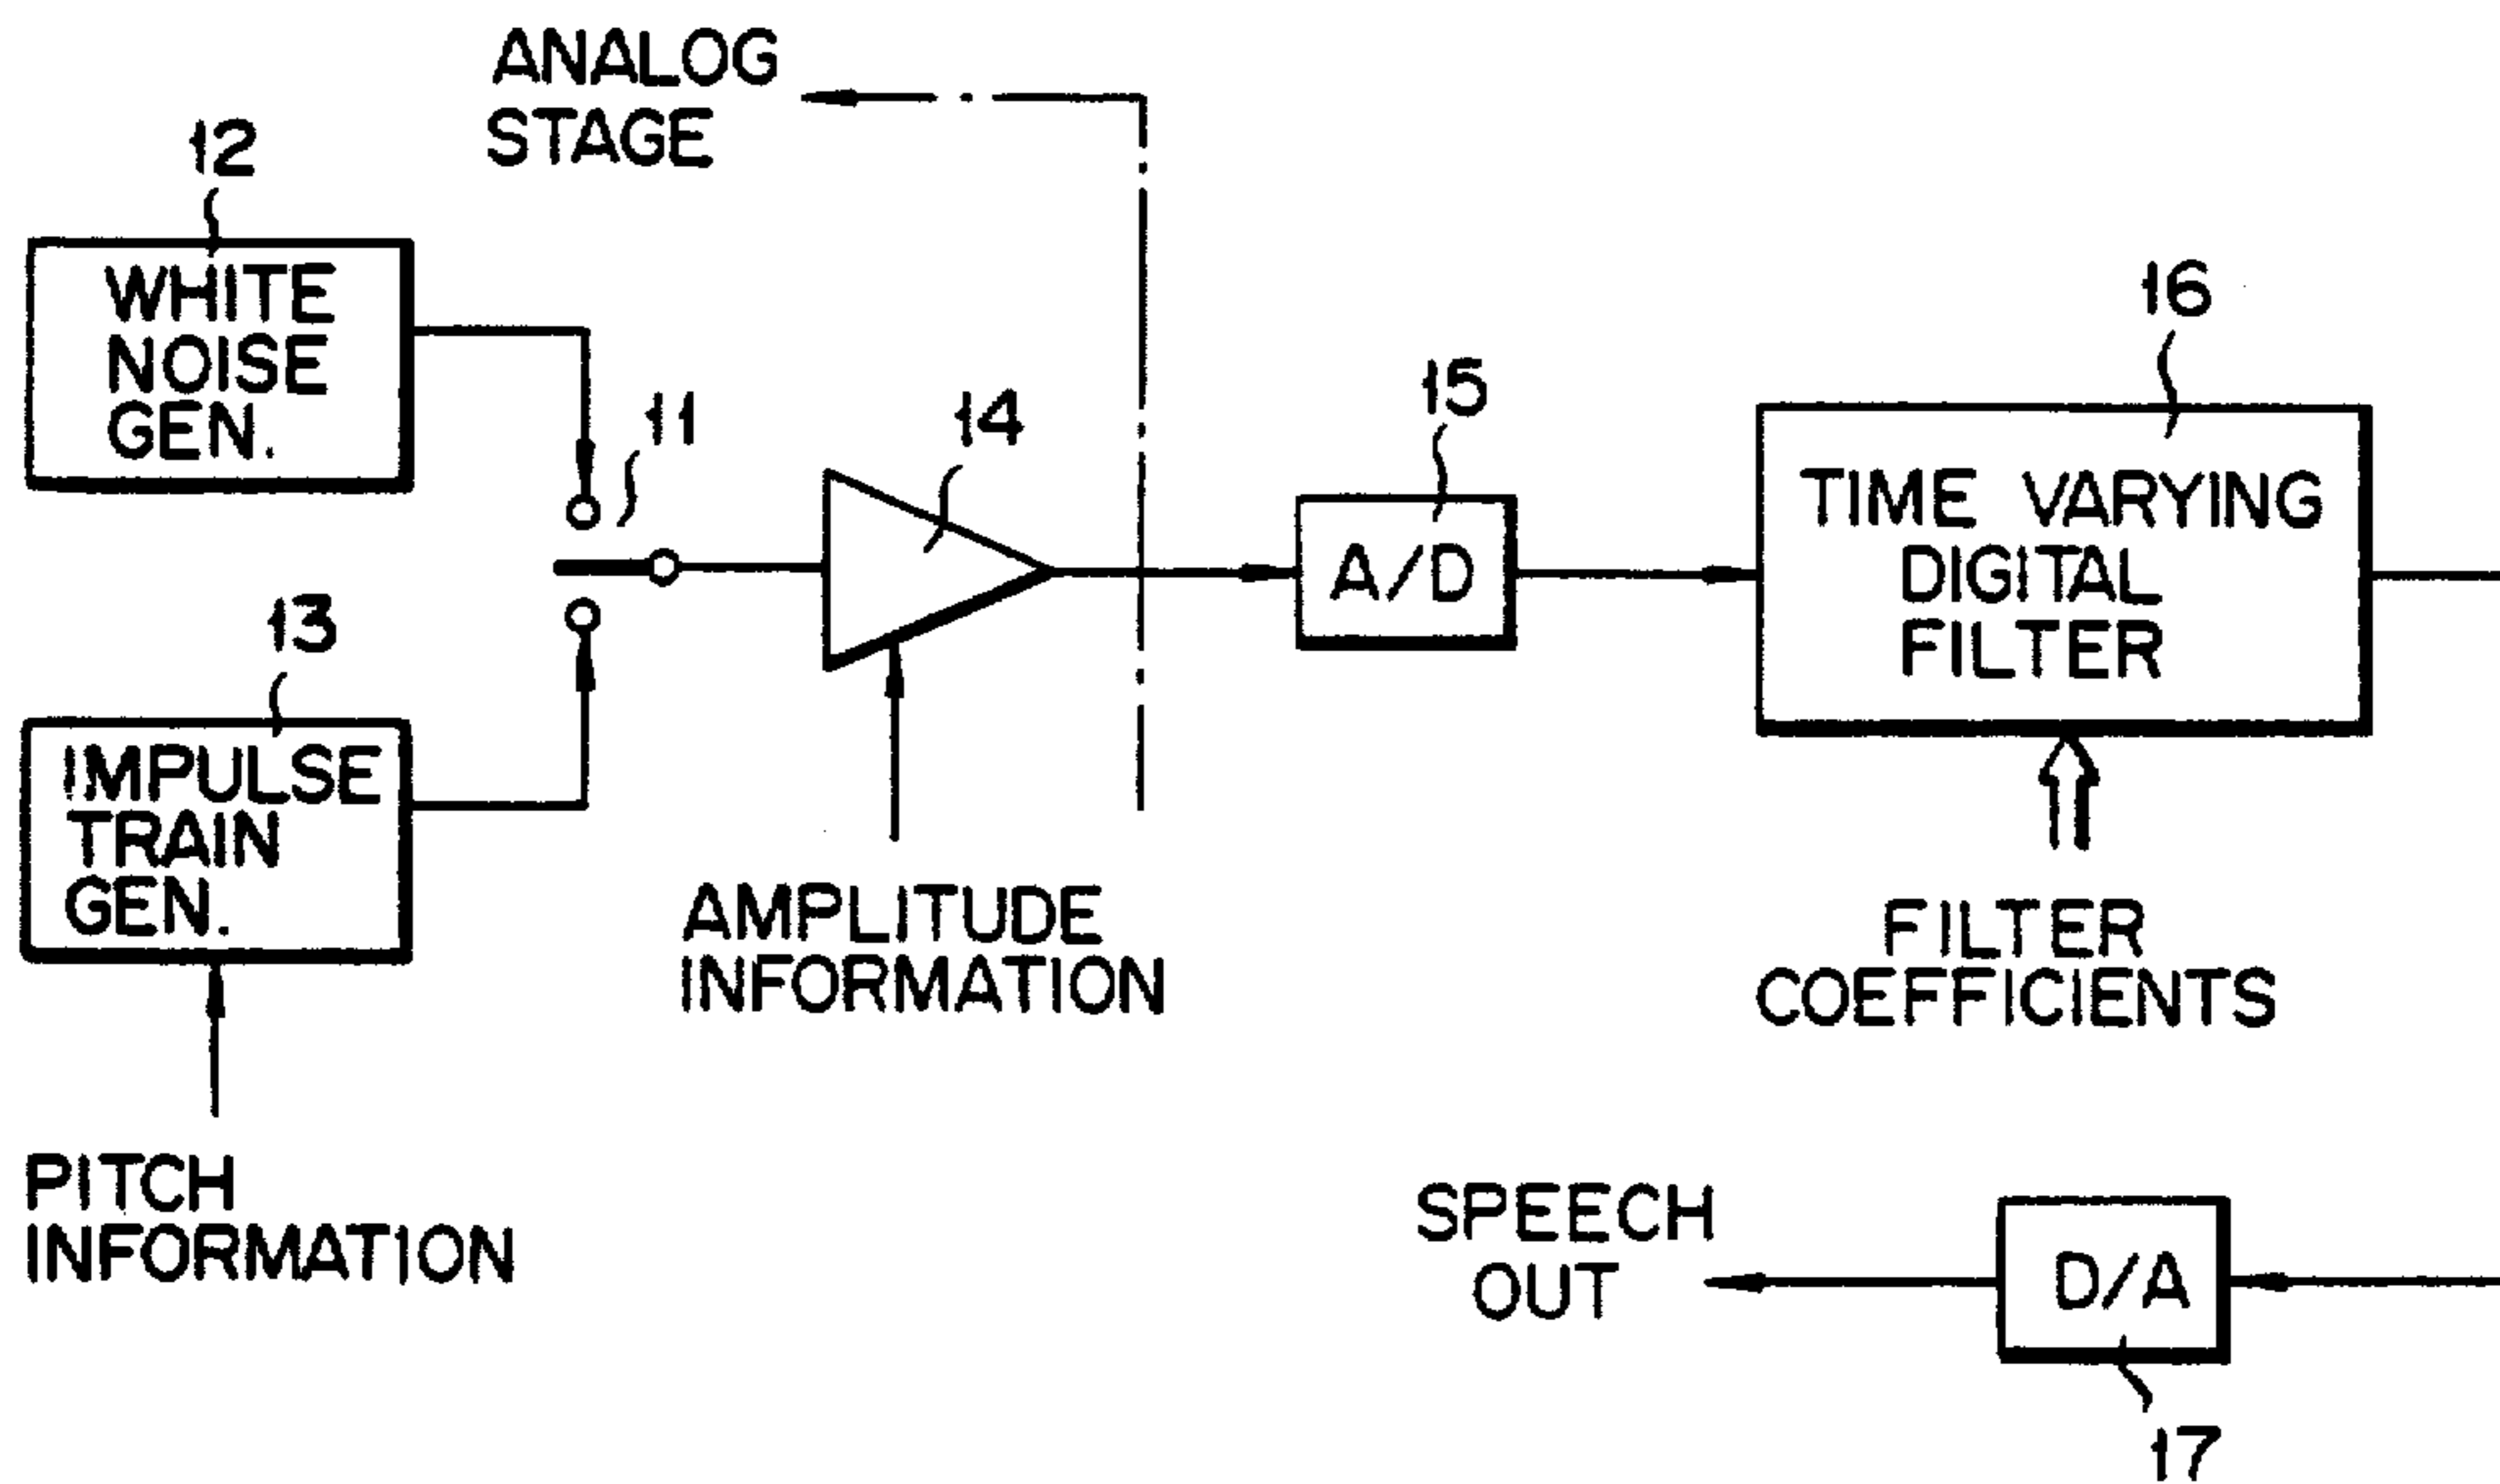 ANALOG
STAGE
12
WHITE
NOISE
GEN.
11
14
15
16
A/D
TIME VARYING
DIGITAL
FILTER
13
IMPULSE
TRAIN
GEN.
AMPLITUDE
INFORMATION
FILTER
COEFFICIENTS
PITCH
INFORMATION
SPEECH
OUT
D/A
17